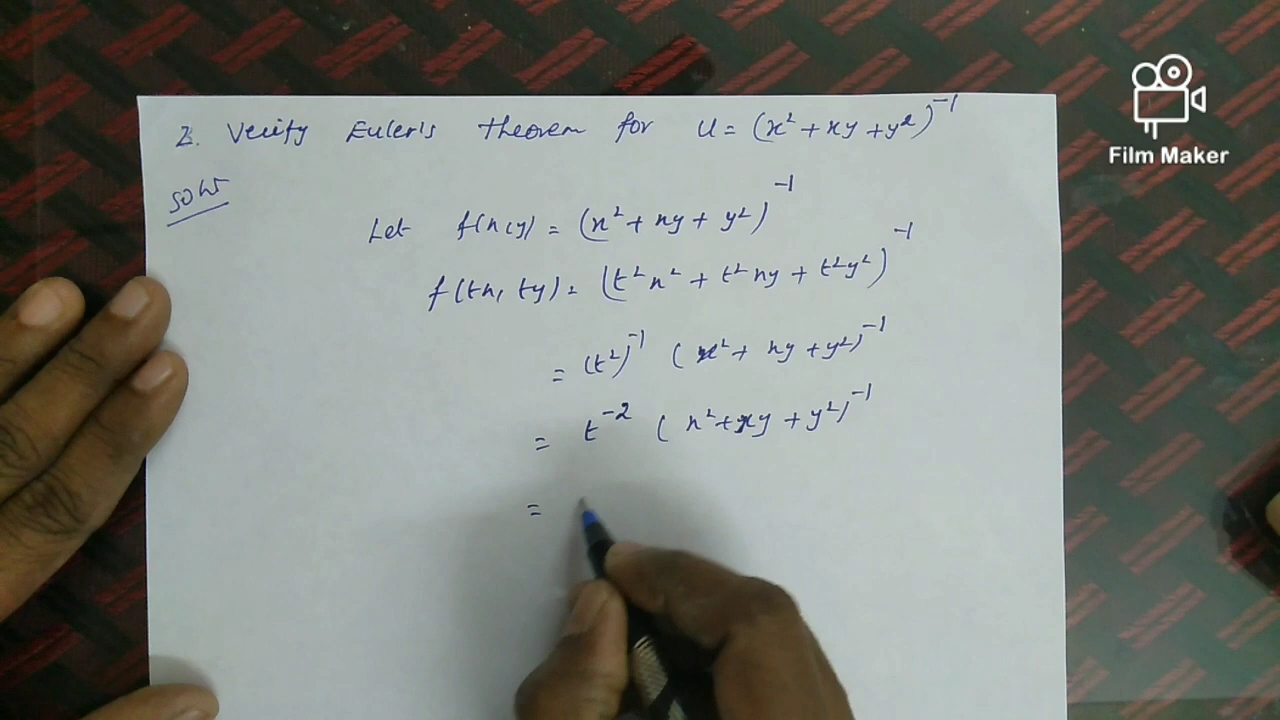 2. Verify Euler's theorem for u = (x² + xy + y²)⁻¹
Film Maker
soln
Let f(x,y) = (x² + xy + y²)⁻¹
f(tx, ty) = (t²x² + t²xy + t²y²)⁻¹
= (t²)⁻¹ (x² + xy + y²)⁻¹
= t⁻² (x² + xy + y²)⁻¹
=